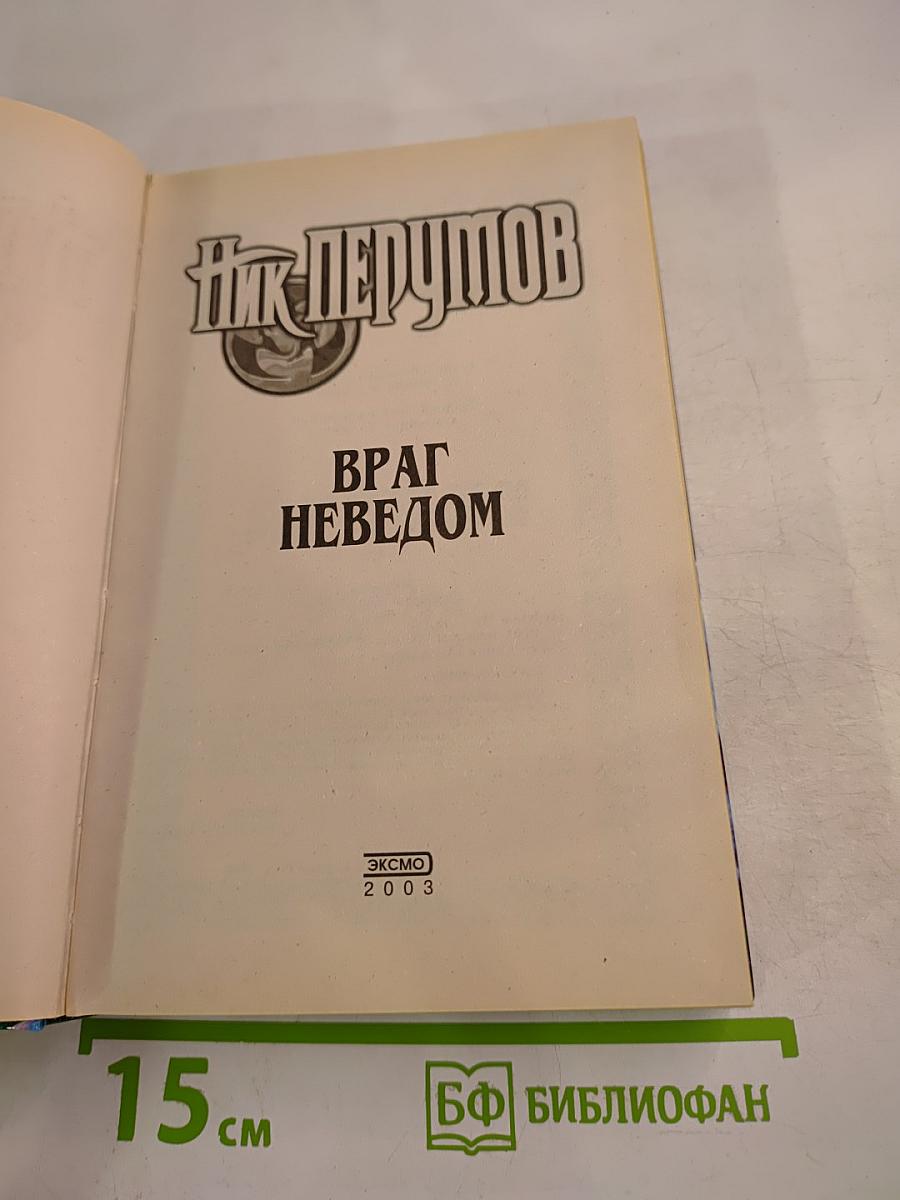 Ник ПЕРУМОВ
ВРАГ
НЕВЕДОМ
ЭКСМО
2003
15 см
БФ БИБЛИОФАН